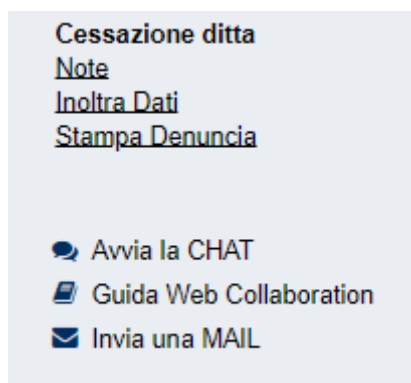 Cessazione ditta
Note
Inoltra Dati
Stampa Denuncia
Avvia la CHAT
Guida Web Collaboration
Invia una MAIL